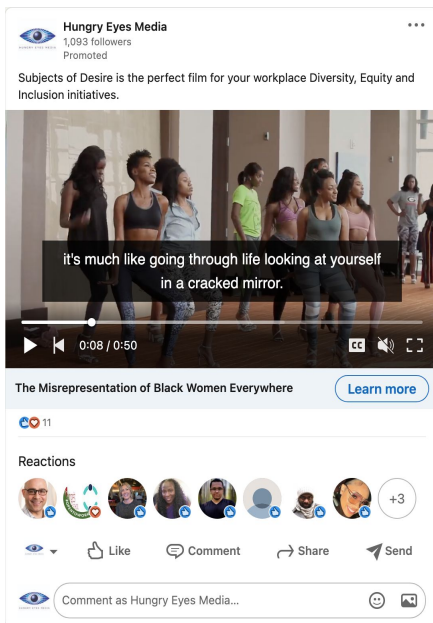 Hungry Eyes Media
1,093 followers
Promoted
Subjects of Desire is the perfect film for your workplace Diversity, Equity and
Inclusion initiatives.
it's much like going through life looking at yourself
in a cracked mirror.
0:08 / 0:50
CC
The Misrepresentation of Black Women Everywhere
Learn more
11
Reactions
+3
Like
Comment
Share
Send
Comment as Hungry Eyes Media...